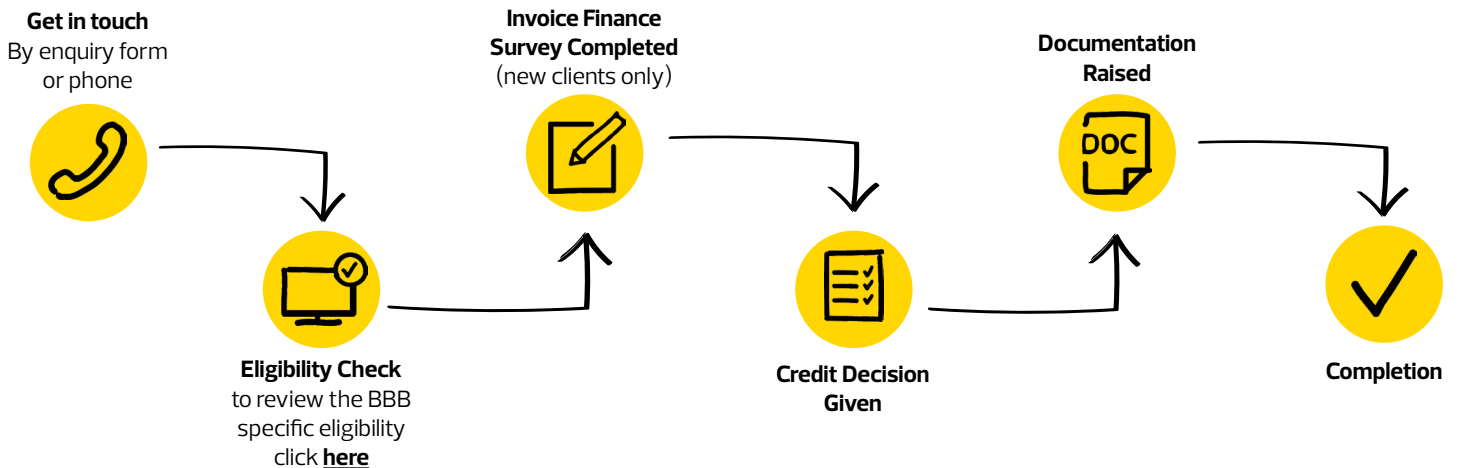 Get in touch
By enquiry form
or phone
Eligibility Check
to review the BBB
specific eligibility
click here
Invoice Finance
Survey Completed
(new clients only)
Credit Decision
Given
Documentation
Raised
DOC
Completion